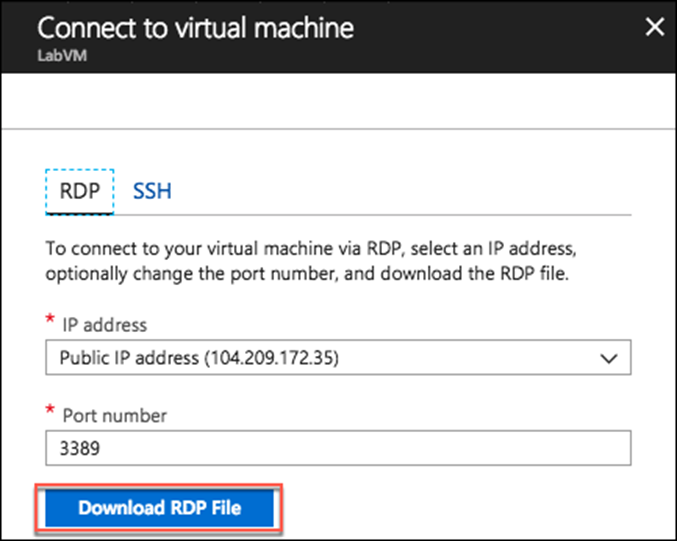 Connect to virtual machine
LabVM
RDP SSH
To connect to your virtual machine via RDP, select an IP address,
optionally change the port number, and download the RDP file.
* IP address
Public IP address (104.209.172.35)
* Port number
3389
Download RDP File